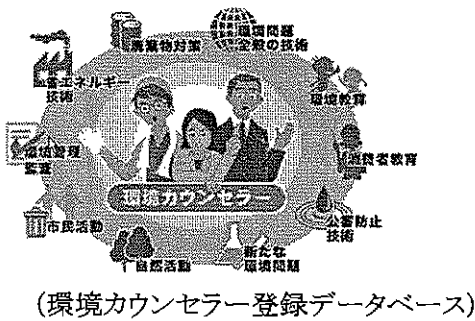 廃棄物対策
環境問題
全般の技術
省エネルギー
技術
環境教育
環境管理
監査
消費者教育
環境カウンセラー
市民活動
公害防止
技術
自然活動
新たな
環境問題
(環境カウンセラー登録データベース)